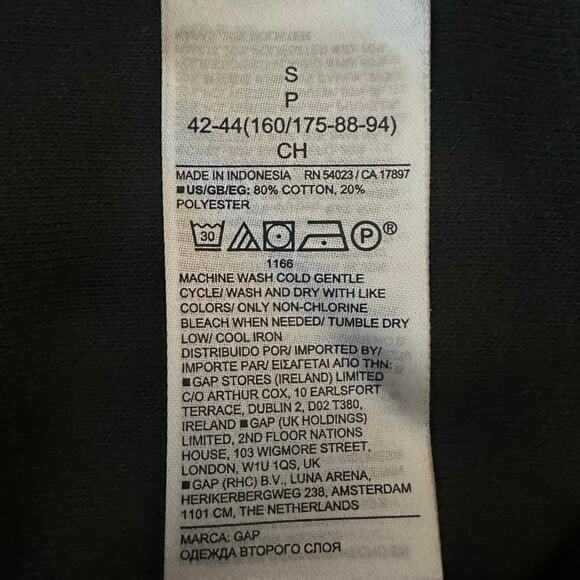 S
P
42-44(160/175-88-94)
CH
MADE IN INDONESIA RN 54023 / CA 17897
■US/GB/EG: 80% COTTON, 20%
POLYESTER
30 P ®
1166
MACHINE WASH COLD GENTLE
CYCLE/ WASH AND DRY WITH LIKE
COLORS/ ONLY NON-CHLORINE
BLEACH WHEN NEEDED/ TUMBLE DRY
LOW/ COOL IRON
DISTRIBUIDO POR/ IMPORTED BY/
IMPORTE PAR/ ΕΙΣΑΓΕΤΑΙ ΑΠΟ ΤΗΝ:
■ GAP STORES (IRELAND) LIMITED
C/O ARTHUR COX, 10 EARLSFORT
TERRACE, DUBLIN 2, D02 T380,
IRELAND ■ GAP (UK HOLDINGS)
LIMITED, 2ND FLOOR NATIONS
HOUSE, 103 WIGMORE STREET,
LONDON, W1U 1QS, UK
■ GAP (RHC) B.V., LUNA ARENA,
HERIKERBERGWEG 238, AMSTERDAM
1101 CM, THE NETHERLANDS
MARCA: GAP
ОДЕЖДА ВТОРОГО СЛОЯ